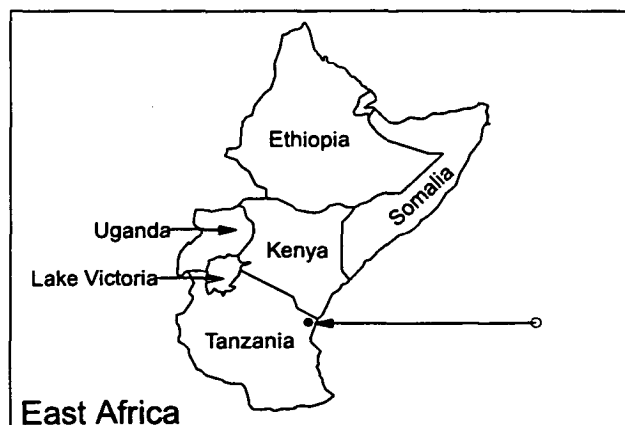 Ethiopia
Somalia
Uganda
Kenya
Lake Victoria
Tanzania
East Africa